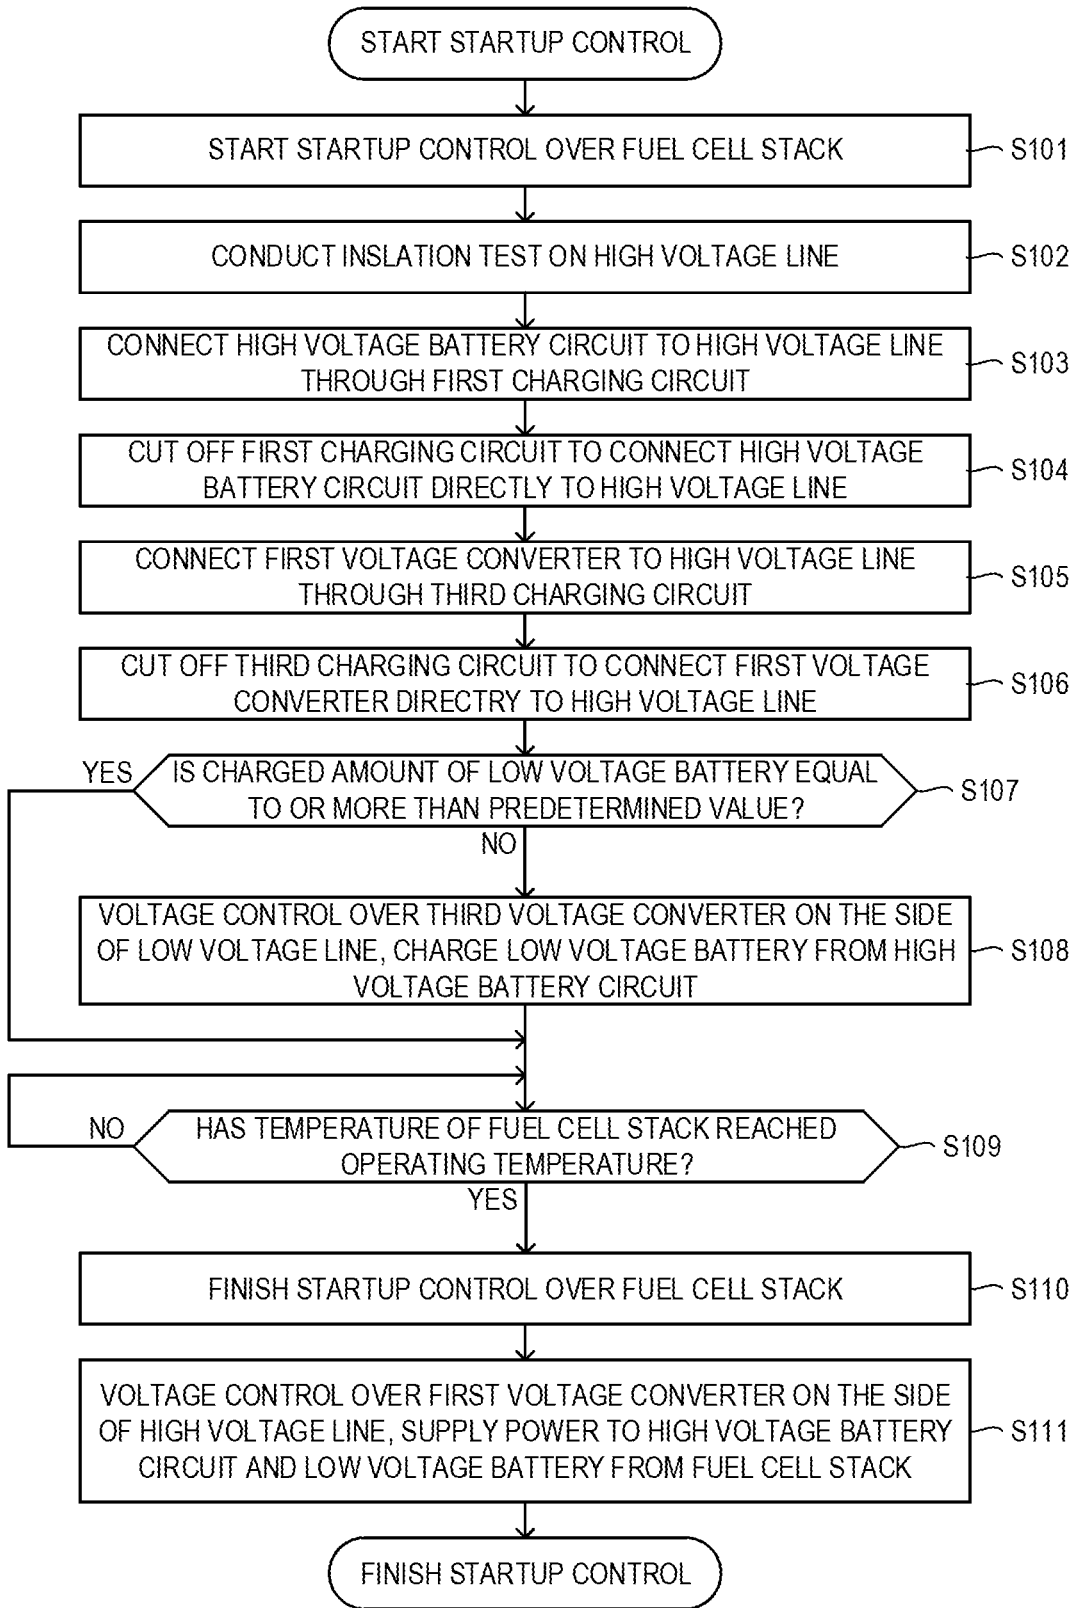 START STARTUP CONTROL
START STARTUP CONTROL OVER FUEL CELL STACK
S101
CONDUCT INSLATION TEST ON HIGH VOLTAGE LINE
S102
CONNECT HIGH VOLTAGE BATTERY CIRCUIT TO HIGH VOLTAGE LINE
THROUGH FIRST CHARGING CIRCUIT
S103
CUT OFF FIRST CHARGING CIRCUIT TO CONNECT HIGH VOLTAGE
BATTERY CIRCUIT DIRECTLY TO HIGH VOLTAGE LINE
S104
CONNECT FIRST VOLTAGE CONVERTER TO HIGH VOLTAGE LINE
THROUGH THIRD CHARGING CIRCUIT
S105
CUT OFF THIRD CHARGING CIRCUIT TO CONNECT FIRST VOLTAGE
CONVERTER DIRECTRY TO HIGH VOLTAGE LINE
S106
YES
IS CHARGED AMOUNT OF LOW VOLTAGE BATTERY EQUAL
TO OR MORE THAN PREDETERMINED VALUE?
S107
NO
VOLTAGE CONTROL OVER THIRD VOLTAGE CONVERTER ON THE SIDE
OF LOW VOLTAGE LINE, CHARGE LOW VOLTAGE BATTERY FROM HIGH
VOLTAGE BATTERY CIRCUIT
S108
NO
HAS TEMPERATURE OF FUEL CELL STACK REACHED
OPERATING TEMPERATURE?
S109
YES
FINISH STARTUP CONTROL OVER FUEL CELL STACK
S110
VOLTAGE CONTROL OVER FIRST VOLTAGE CONVERTER ON THE SIDE
OF HIGH VOLTAGE LINE, SUPPLY POWER TO HIGH VOLTAGE BATTERY
CIRCUIT AND LOW VOLTAGE BATTERY FROM FUEL CELL STACK
S111
FINISH STARTUP CONTROL